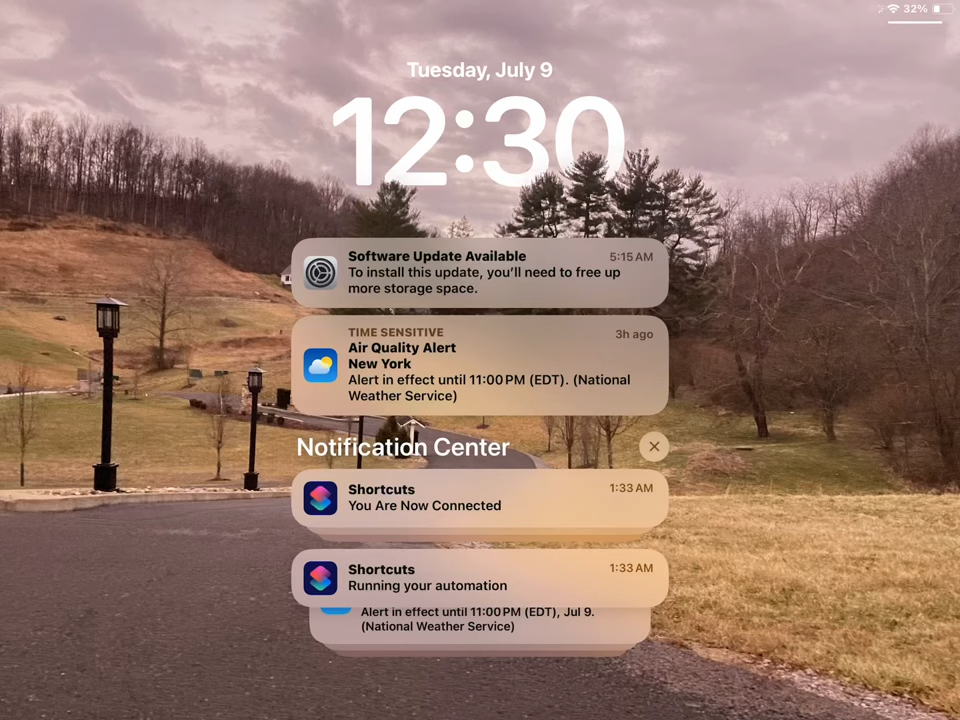 32%
Tuesday, July 9
12:30
Software Update Available
5:15 AM
To install this update, you’ll need to free up
more storage space.
TIME SENSITIVE
3h ago
Air Quality Alert
New York
Alert in effect until 11:00 PM (EDT). (National
Weather Service)
Notification Center
Shortcuts
1:33 AM
You Are Now Connected
Shortcuts
1:33 AM
Running your automation
Alert in effect until 11:00 PM (EDT), Jul 9.
(National Weather Service)